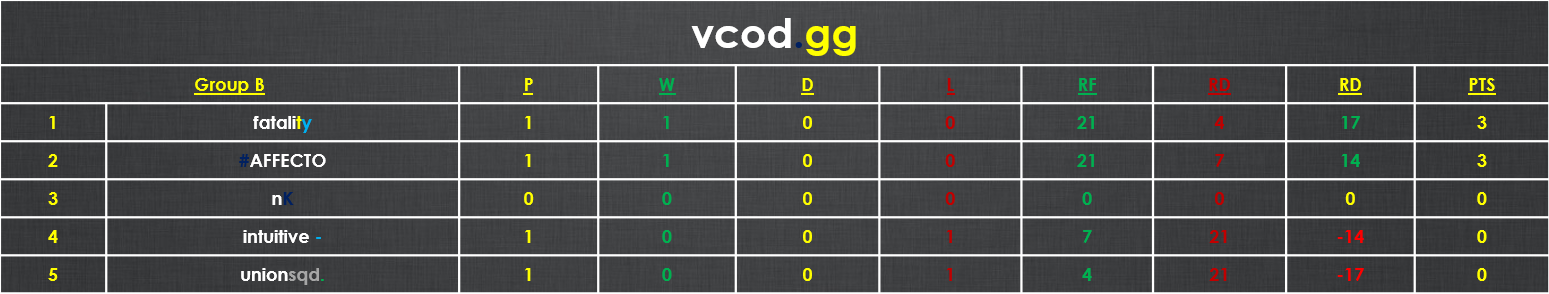 vcod.gg
Group B P W D L RF RD RD PTS
1 fatality 1 1 0 0 21 4 17 3
2 #AFFECTO 1 1 0 0 21 7 14 3
3 nK 0 0 0 0 0 0 0 0
4 intuitive - 1 0 0 1 7 21 -14 0
5 unionsqd. 1 0 0 1 4 21 -17 0